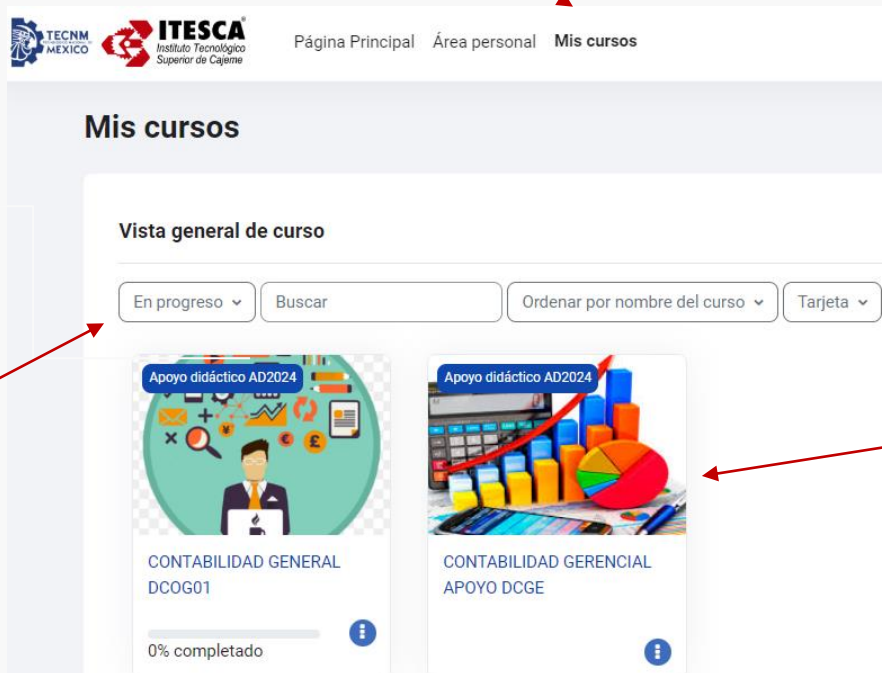 TECNM
MÉXICO
ITESCA
Instituto Tecnológico
Superior de Cajeme
Página Principal Área personal Mis cursos
Mis cursos
Vista general de curso
En progreso Buscar Ordenar por nombre del curso Tarjeta
Apoyo didáctico AD2024 Apoyo didáctico AD2024
CONTABILIDAD GENERAL
DCOG01
CONTABILIDAD GERENCIAL
APOYO DCGE
0% completado